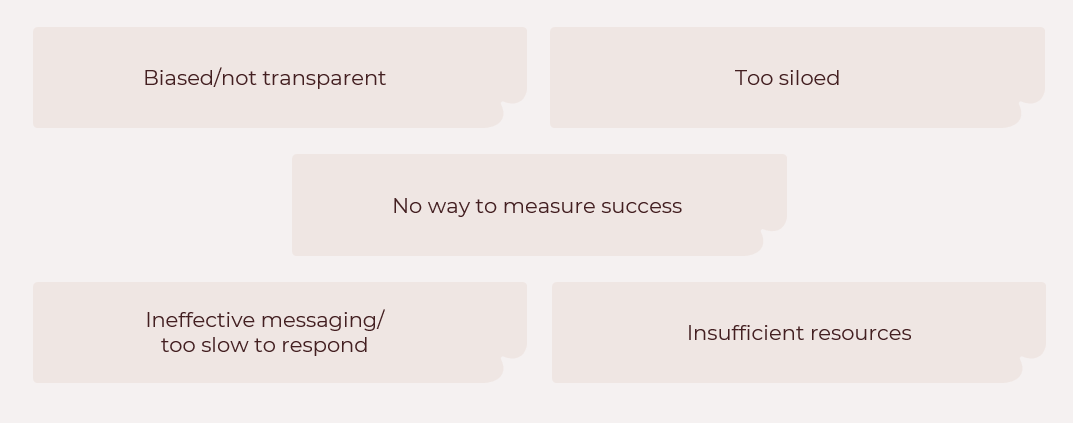 Biased/not transparent
Too siloed
No way to measure success
Ineffective messaging/
too slow to respond
Insufficient resources